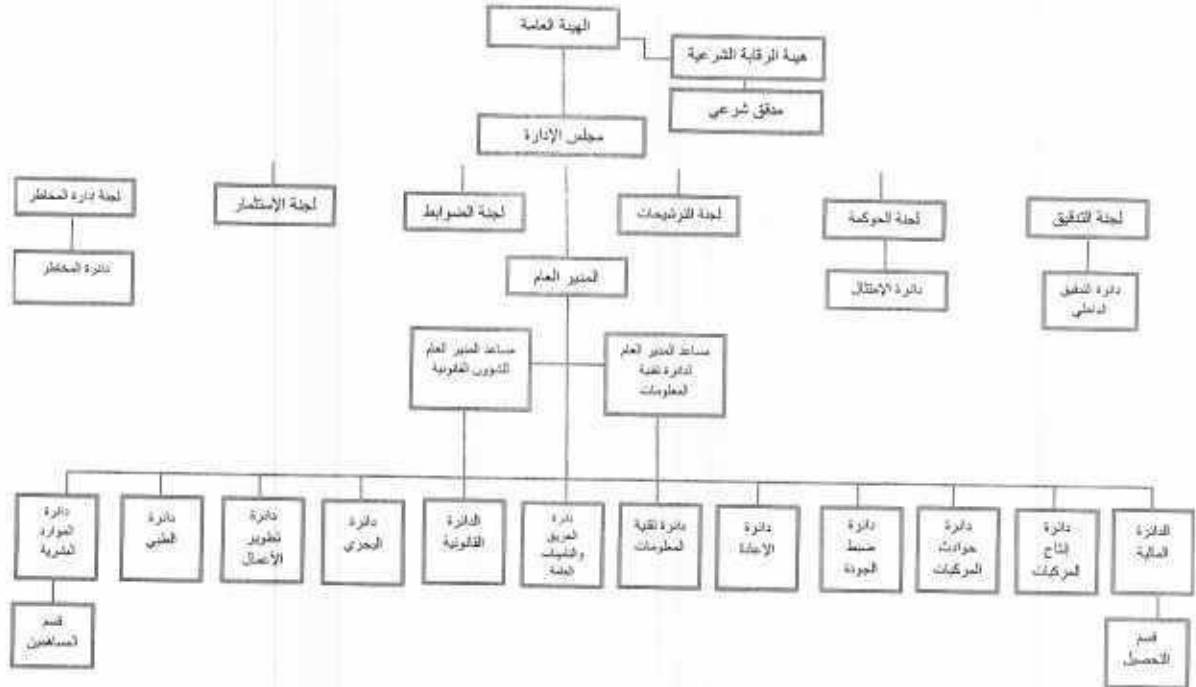 الهيئة العامة
هيئة الرقابة الشرعية
مدقق شرعي
مجلس الإدارة
لجنة التدقيق
لجنة الحوكمة
لجنة الترشيحات
لجنة الضوابط
لجنة الإستثمار
لجنة إدارة المخاطر
دائرة التدقيق
الداخلي
دائرة الإمتثال
المدير العام
دائرة المخاطر
مساعد المدير العام
لدائرة تقنية
المعلومات
مساعد المدير العام
للشؤون القانونية
الدائرة
المالية
دائرة
إنتاج
المركبات
دائرة
حوادث
المركبات
دائرة
ضبط
الجودة
دائرة
الإعادة
دائرة تقنية
المعلومات
دائرة
الحريق
والتأمينات
العامة
الدائرة
القانونية
دائرة
البحري
دائرة
تطوير
الأعمال
دائرة
الطبي
دائرة
الموارد
البشرية
قسم
التحصيل
قسم
المساهمين